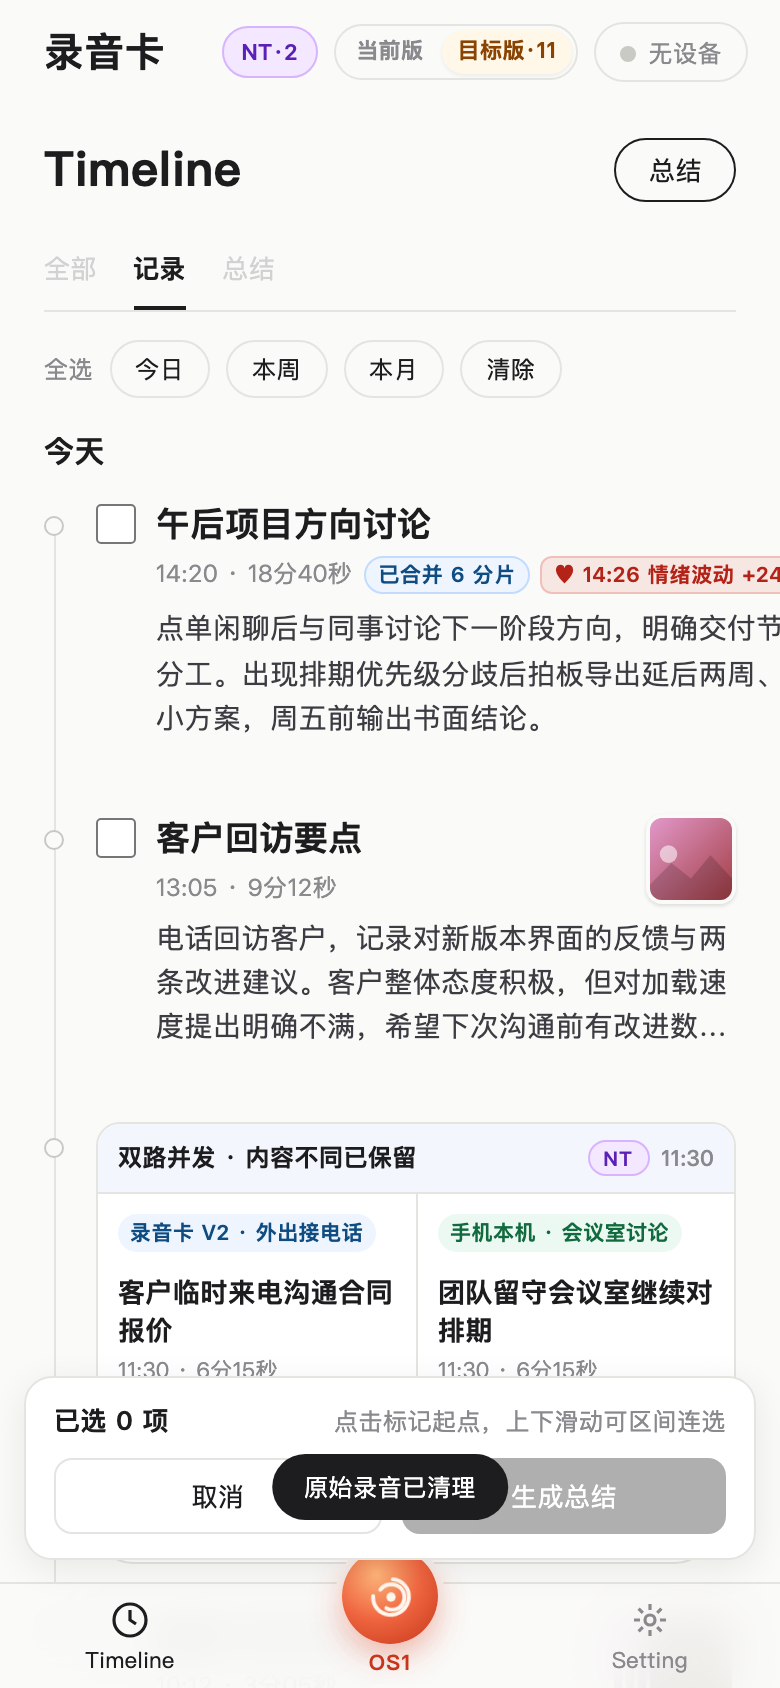 录音卡 NT·2 当前版 目标版·11 无设备
Timeline 总结
全部 记录 总结
全选 今日 本周 本月 清除
今天
午后项目方向讨论
14:20 · 18分40秒 已合并 6 分片 ♥ 14:26 情绪波动 +24
点单闲聊后与同事讨论下一阶段方向，明确交付节
分工。出现排期优先级分歧后拍板导出延后两周、
小方案，周五前输出书面结论。
客户回访要点
13:05 · 9分12秒
电话回访客户，记录对新版本界面的反馈与两
条改进建议。客户整体态度积极，但对加载速
度提出明确不满，希望下次沟通前有改进数...
双路并发 · 内容不同已保留 NT 11:30
录音卡 V2 · 外出接电话
客户临时来电沟通合同
报价
11:30 · 6分15秒
手机本机 · 会议室讨论
团队留守会议室继续对
排期
11:30 · 6分15秒
已选 0 项 点击标记起点，上下滑动可区间连选
取消 原始录音已清理 生成总结
Timeline OS1 Setting